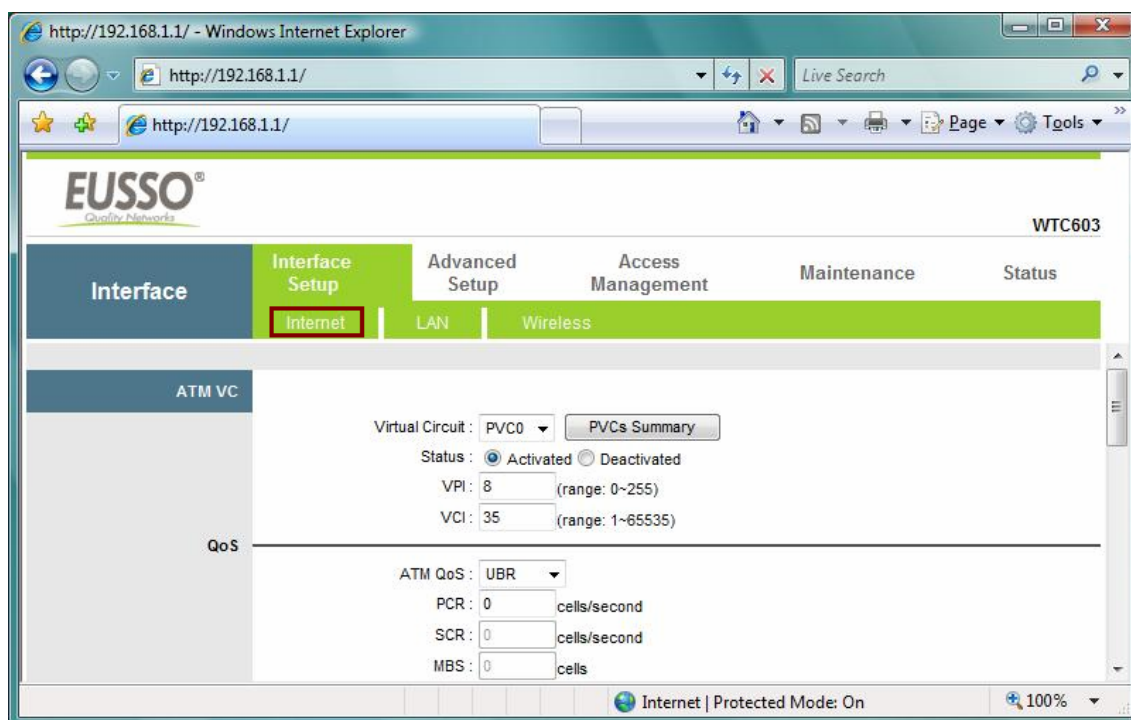 http://192.168.1.1/ - Windows Internet Explorer
http://192.168.1.1/
Live Search
http://192.168.1.1/
Page
Tools
EUSSO®
Quality Networks
WTC603
Interface
Interface Setup
Advanced Setup
Access Management
Maintenance
Status
Internet
LAN
Wireless
ATM VC
Virtual Circuit : PVC0 PVCs Summary
Status : Activated Deactivated
VPI : 8 (range: 0~255)
VCI : 35 (range: 1~65535)
QoS
ATM QoS : UBR
PCR : 0 cells/second
SCR : 0 cells/second
MBS : 0 cells
Internet | Protected Mode: On
100%